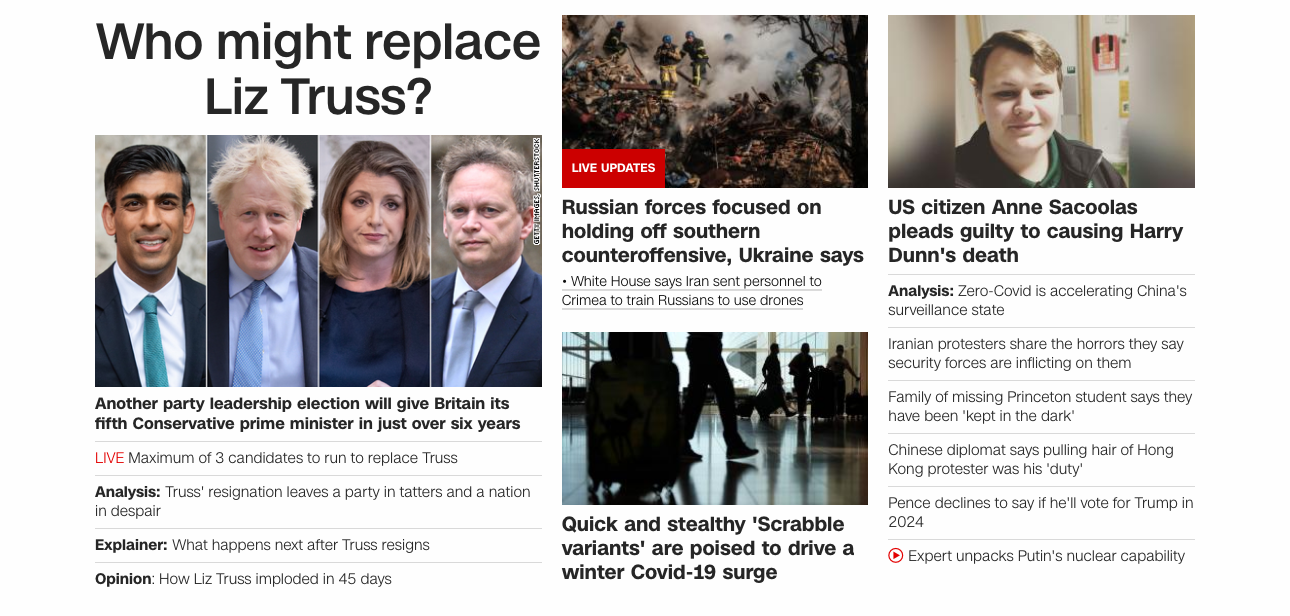 Who might replace
Liz Truss?
GETTY IMAGES, SHUTTERSTOCK
Another party leadership election will give Britain its
fifth Conservative prime minister in just over six years
LIVE Maximum of 3 candidates to run to replace Truss
Analysis: Truss' resignation leaves a party in tatters and a nation
in despair
Explainer: What happens next after Truss resigns
Opinion: How Liz Truss imploded in 45 days
LIVE UPDATES
Russian forces focused on
holding off southern
counteroffensive, Ukraine says
• White House says Iran sent personnel to
Crimea to train Russians to use drones
Quick and stealthy 'Scrabble
variants' are poised to drive a
winter Covid-19 surge
US citizen Anne Sacoolas
pleads guilty to causing Harry
Dunn's death
Analysis: Zero-Covid is accelerating China's
surveillance state
Iranian protesters share the horrors they say
security forces are inflicting on them
Family of missing Princeton student says they
have been 'kept in the dark'
Chinese diplomat says pulling hair of Hong
Kong protester was his 'duty'
Pence declines to say if he'll vote for Trump in
2024
Expert unpacks Putin's nuclear capability